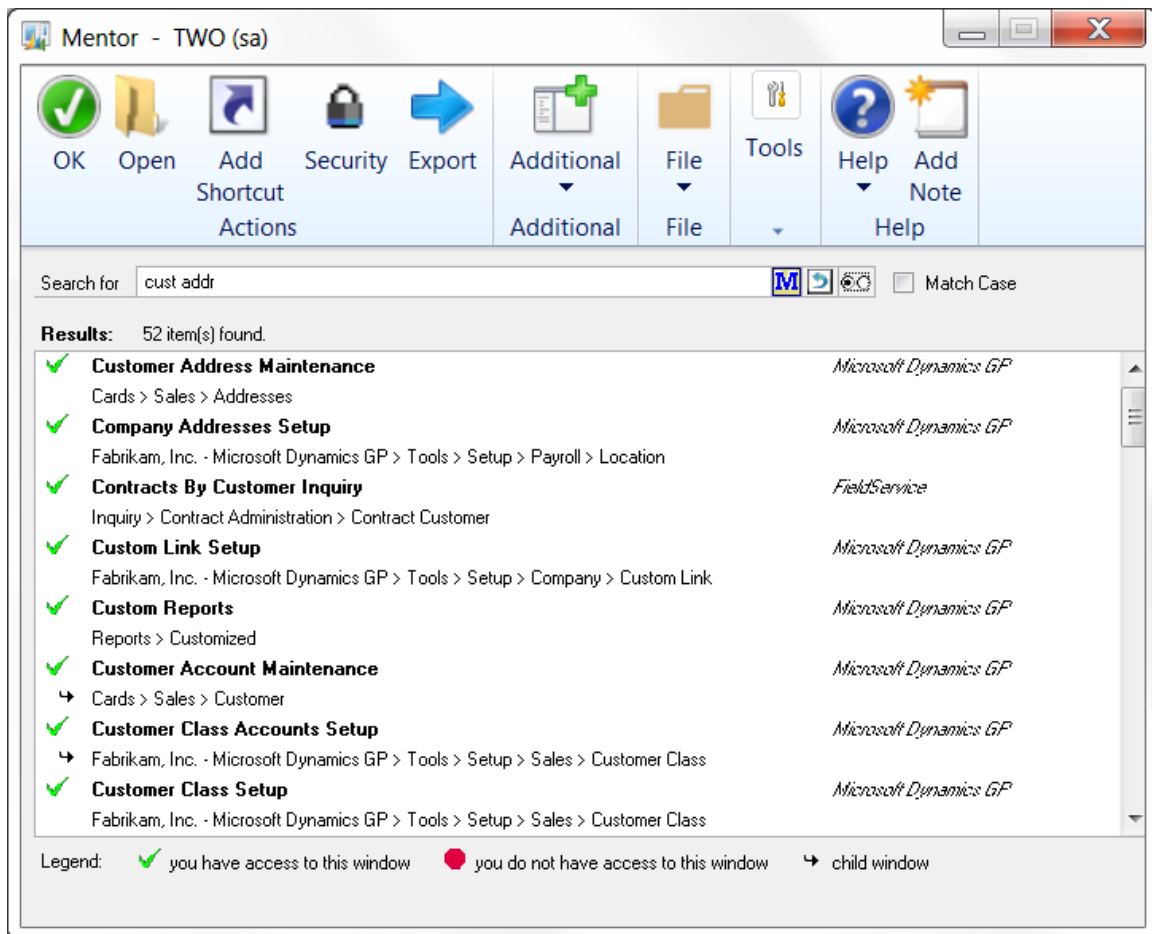 Mentor - TWO (sa)
OK Open Add Shortcut Security Export Additional File Tools Help Add Note
Actions Additional File Help
Search for cust addr M Match Case
Results: 52 item(s) found.
Customer Address Maintenance Microsoft Dynamics GP
Cards > Sales > Addresses
Company Addresses Setup Microsoft Dynamics GP
Fabrikam, Inc. - Microsoft Dynamics GP > Tools > Setup > Payroll > Location
Contracts By Customer Inquiry FieldService
Inquiry > Contract Administration > Contract Customer
Custom Link Setup Microsoft Dynamics GP
Fabrikam, Inc. - Microsoft Dynamics GP > Tools > Setup > Company > Custom Link
Custom Reports Microsoft Dynamics GP
Reports > Customized
Customer Account Maintenance Microsoft Dynamics GP
Cards > Sales > Customer
Customer Class Accounts Setup Microsoft Dynamics GP
Fabrikam, Inc. - Microsoft Dynamics GP > Tools > Setup > Sales > Customer Class
Customer Class Setup Microsoft Dynamics GP
Fabrikam, Inc. - Microsoft Dynamics GP > Tools > Setup > Sales > Customer Class
Legend: you have access to this window you do not have access to this window child window